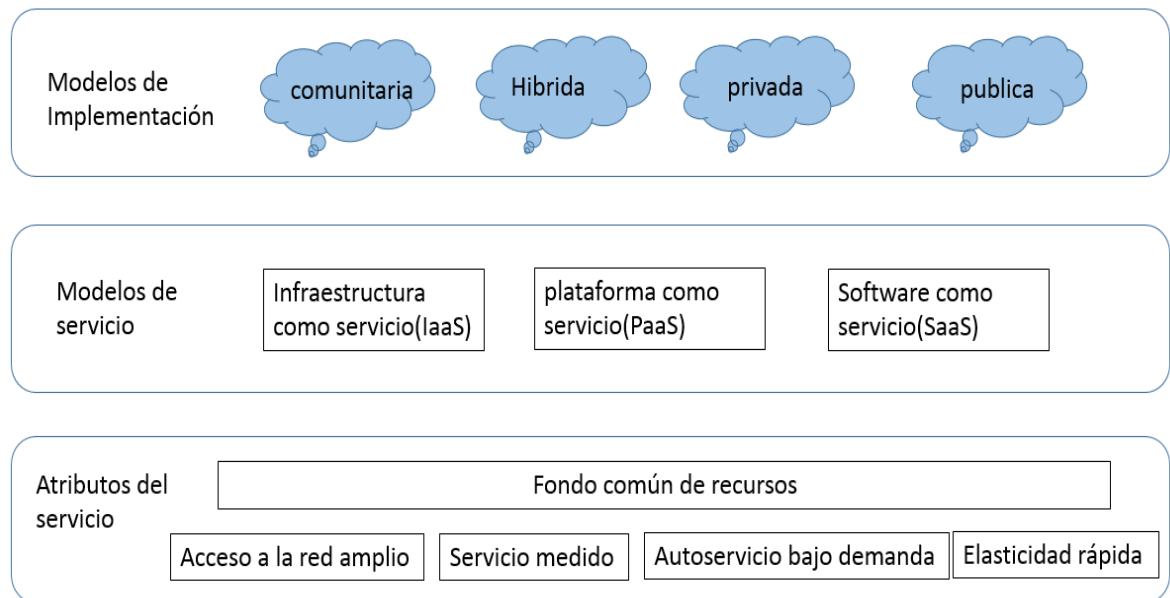 Modelos de
Implementación
comunitaria
Hibrida
privada
publica
Modelos de
servicio
Infraestructura
como servicio(IaaS)
plataforma como
servicio(PaaS)
Software como
servicio(SaaS)
Atributos del
servicio
Fondo común de recursos
Acceso a la red amplio
Servicio medido
Autoservicio bajo demanda
Elasticidad rápida